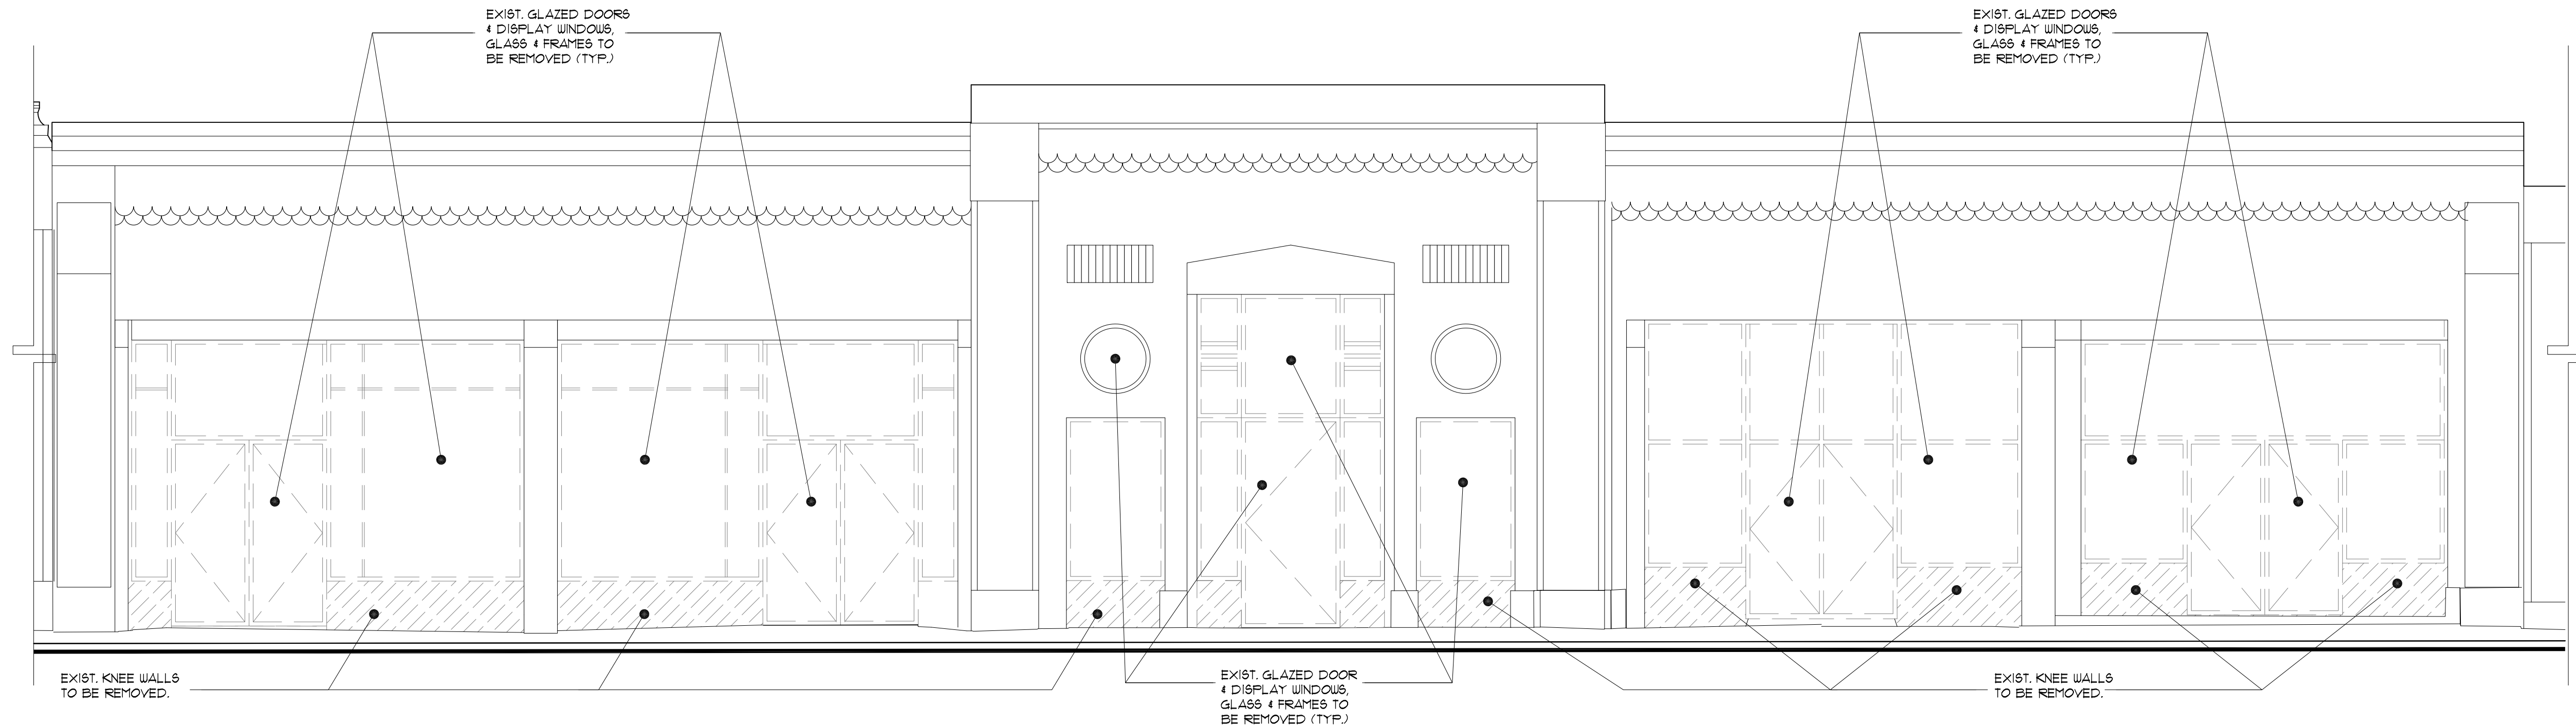 EXIST. GLAZED DOORS
& DISPLAY WINDOWS,
GLASS & FRAMES TO
BE REMOVED (TYP.)
EXIST. GLAZED DOORS
& DISPLAY WINDOWS,
GLASS & FRAMES TO
BE REMOVED (TYP.)
EXIST. KNEE WALLS
TO BE REMOVED.
EXIST. GLAZED DOOR
& DISPLAY WINDOWS,
GLASS & FRAMES TO
BE REMOVED (TYP.)
EXIST. KNEE WALLS
TO BE REMOVED.